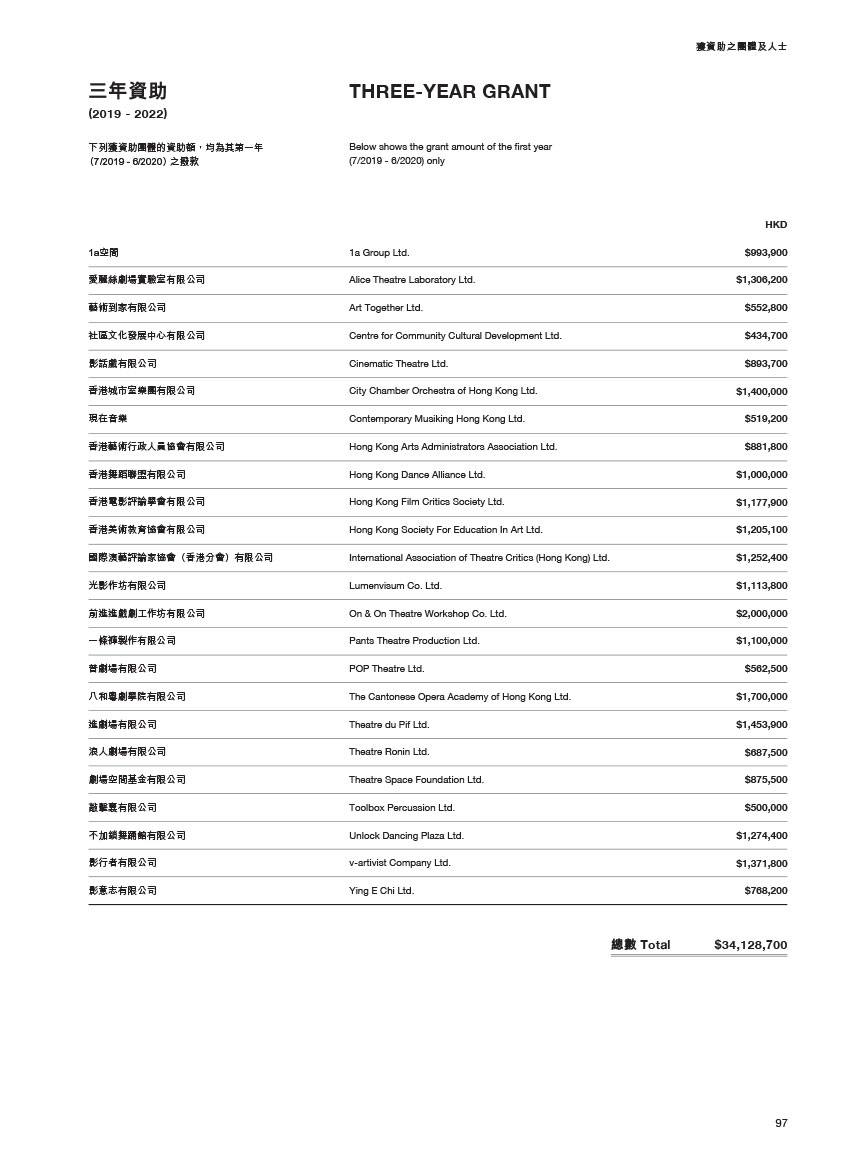 獲資助之團體及人士
三年資助 THREE-YEAR GRANT
(2019 - 2022)
下列獲資助團體的資助額，均為其第一年 Below shows the grant amount of the first year
（7/2019 - 6/2020）之撥款 (7/2019 - 6/2020) only
HKD
1a空間 1a Group Ltd. $993,900
愛麗絲劇場實驗室有限公司 Alice Theatre Laboratory Ltd. $1,306,200
藝術到家有限公司 Art Together Ltd. $552,800
社區文化發展中心有限公司 Centre for Community Cultural Development Ltd. $434,700
影話戲有限公司 Cinematic Theatre Ltd. $893,700
香港城市室樂團有限公司 City Chamber Orchestra of Hong Kong Ltd. $1,400,000
現在音樂 Contemporary Musiking Hong Kong Ltd. $519,200
香港藝術行政人員協會有限公司 Hong Kong Arts Administrators Association Ltd. $881,800
香港舞蹈聯盟有限公司 Hong Kong Dance Alliance Ltd. $1,000,000
香港電影評論學會有限公司 Hong Kong Film Critics Society Ltd. $1,177,900
香港美術教育協會有限公司 Hong Kong Society For Education In Art Ltd. $1,205,100
國際演藝評論家協會（香港分會）有限公司 International Association of Theatre Critics (Hong Kong) Ltd. $1,252,400
光影作坊有限公司 Lumenvisum Co. Ltd. $1,113,800
前進進戲劇工作坊有限公司 On & On Theatre Workshop Co. Ltd. $2,000,000
一條褲製作有限公司 Pants Theatre Production Ltd. $1,100,000
普劇場有限公司 POP Theatre Ltd. $562,500
八和粵劇學院有限公司 The Cantonese Opera Academy of Hong Kong Ltd. $1,700,000
進劇場有限公司 Theatre du Pif Ltd. $1,453,900
浪人劇場有限公司 Theatre Ronin Ltd. $687,500
劇場空間基金有限公司 Theatre Space Foundation Ltd. $875,500
敲擊襄有限公司 Toolbox Percussion Ltd. $500,000
不加鎖舞踊館有限公司 Unlock Dancing Plaza Ltd. $1,274,400
影行者有限公司 v-artivist Company Ltd. $1,371,800
影意志有限公司 Ying E Chi Ltd. $768,200
總數 Total $34,128,700
97